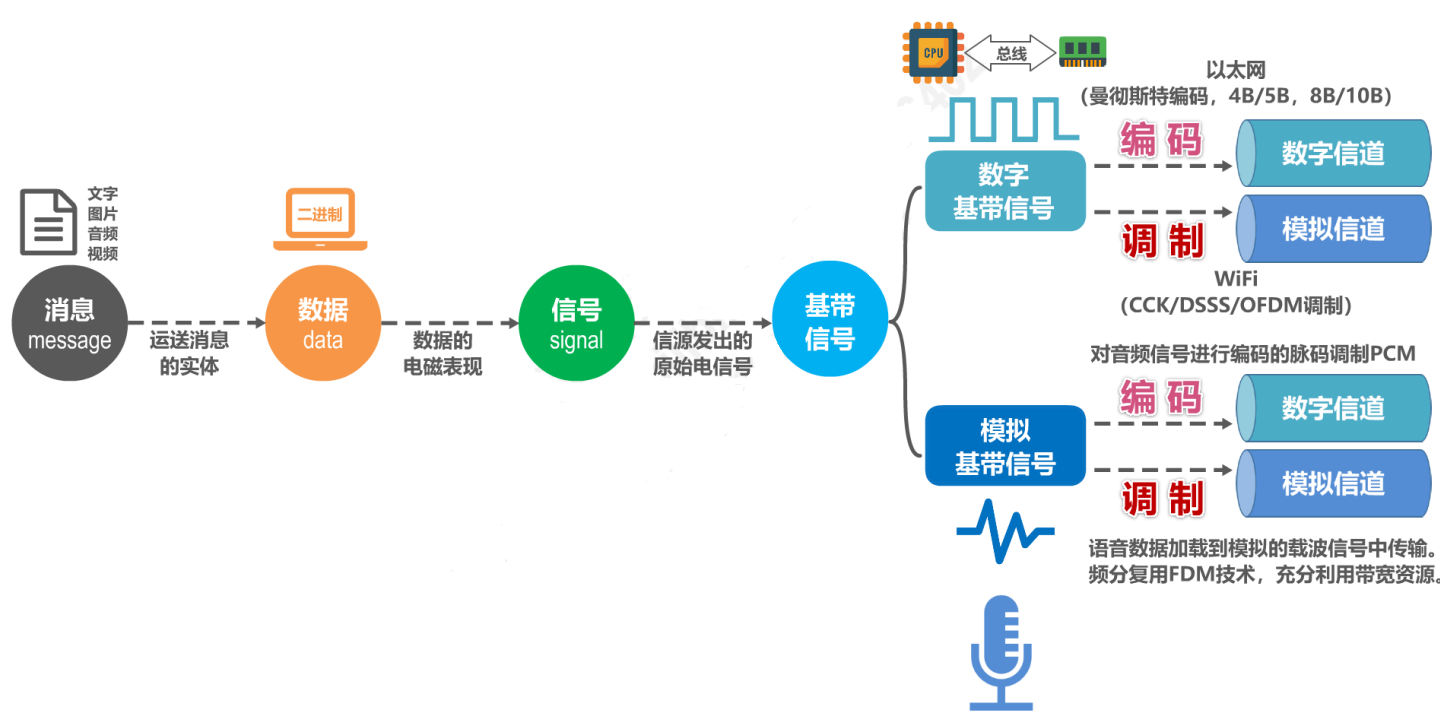 文字
图片
音频
视频
消息
message
运送消息
的实体
二进制
数据
data
数据的
电磁表现
信号
signal
信源发出的
原始电信号
基带
信号
CPU
总线
数字
基带信号
以太网
（曼彻斯特编码，4B/5B，8B/10B）
编码
数字信道
调制
模拟信道
WiFi
（CCK/DSSS/OFDM调制）
模拟
基带信号
对音频信号进行编码的脉码调制PCM
编码
数字信道
调制
模拟信道
语音数据加载到模拟的载波信号中传输。
频分复用FDM技术，充分利用带宽资源。